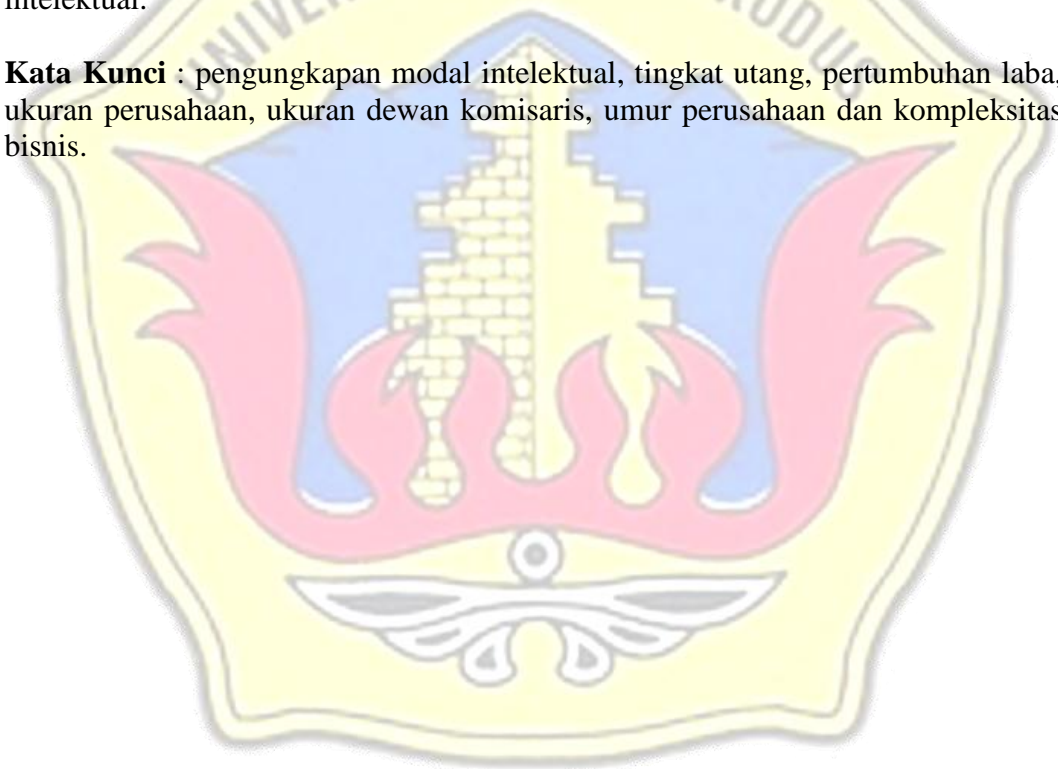 intelektual.
Kata Kunci : pengungkapan modal intelektual, tingkat utang, pertumbuhan laba,
ukuran perusahaan, ukuran dewan komisaris, umur perusahaan dan kompleksitas
bisnis.